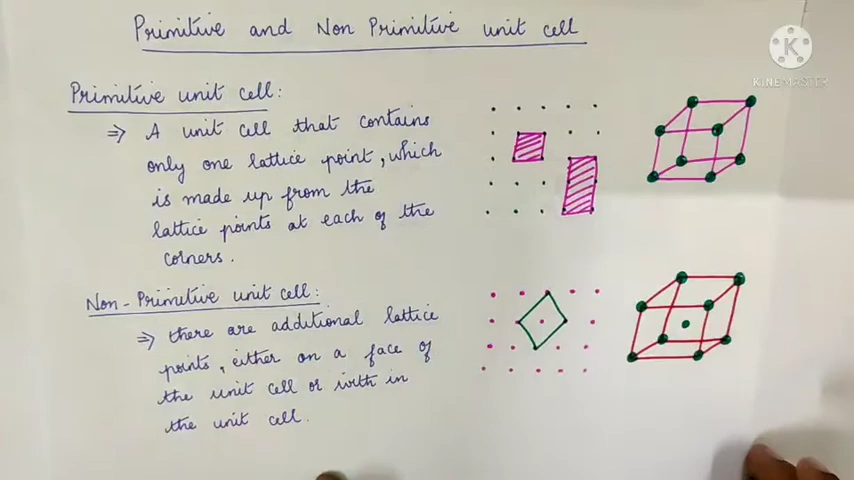 Primitive and Non Primitive unit cell
Primitive unit cell:
⇒ A unit cell that contains
only one lattice point, which
is made up from the
lattice points at each of the
corners.
Non-Primitive unit cell:
⇒ there are additional lattice
points, either on a face of
the unit cell or with in
the unit cell.
K
KINEMASTER